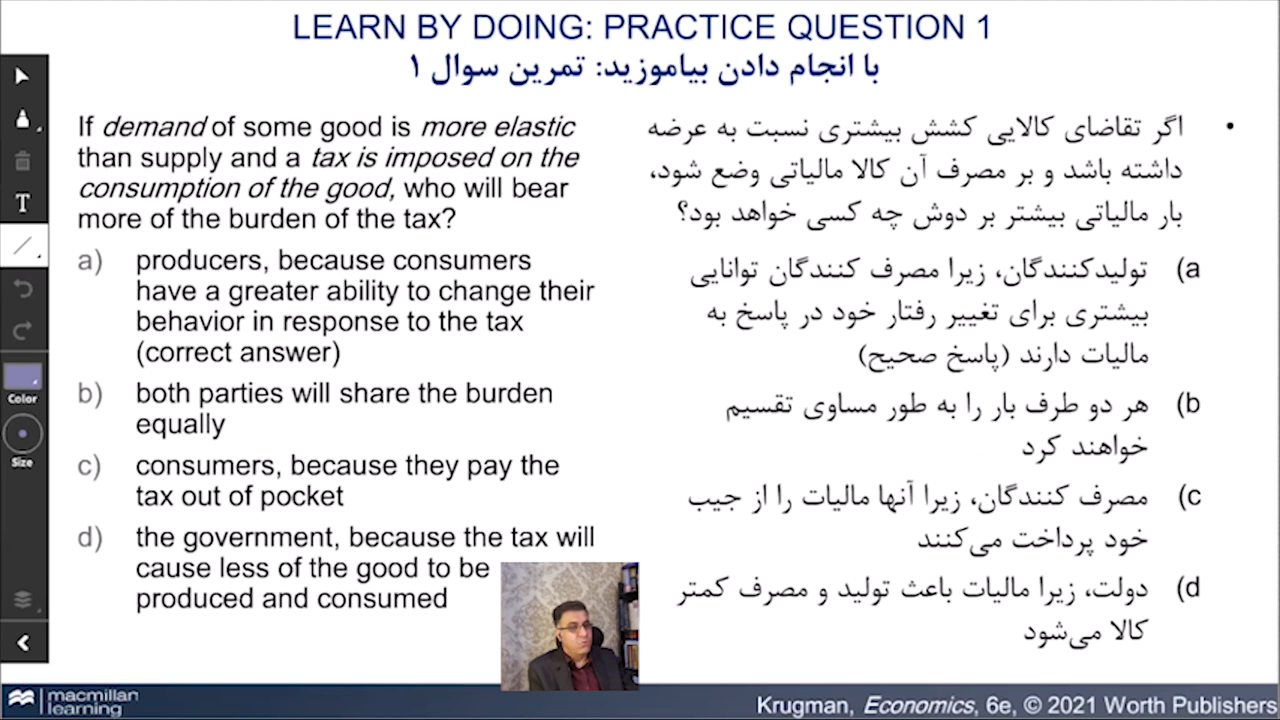 LEARN BY DOING: PRACTICE QUESTION 1
با انجام دادن بیاموزید: تمرین سوال ۱
If demand of some good is more elastic
than supply and a tax is imposed on the
consumption of the good, who will bear
more of the burden of the tax?
a) producers, because consumers
have a greater ability to change their
behavior in response to the tax
(correct answer)
b) both parties will share the burden
equally
c) consumers, because they pay the
tax out of pocket
d) the government, because the tax will
cause less of the good to be
produced and consumed
• اگر تقاضای کالایی کشش بیشتری نسبت به عرضه
داشته باشد و بر مصرف آن کالا مالیاتی وضع شود،
بار مالیاتی بیشتر بر دوش چه کسی خواهد بود؟
a) تولیدکنندگان، زیرا مصرف کنندگان توانایی
بیشتری برای تغییر رفتار خود در پاسخ به
مالیات دارند (پاسخ صحیح)
b) هر دو طرف بار را به طور مساوی تقسیم
خواهند کرد
c) مصرف کنندگان، زیرا آنها مالیات را از جیب
خود پرداخت می‌کنند
d) دولت، زیرا مالیات باعث تولید و مصرف کمتر
کالا می‌شود
T
Color
Size
macmillan
learning
Krugman, Economics, 6e, © 2021 Worth Publishers